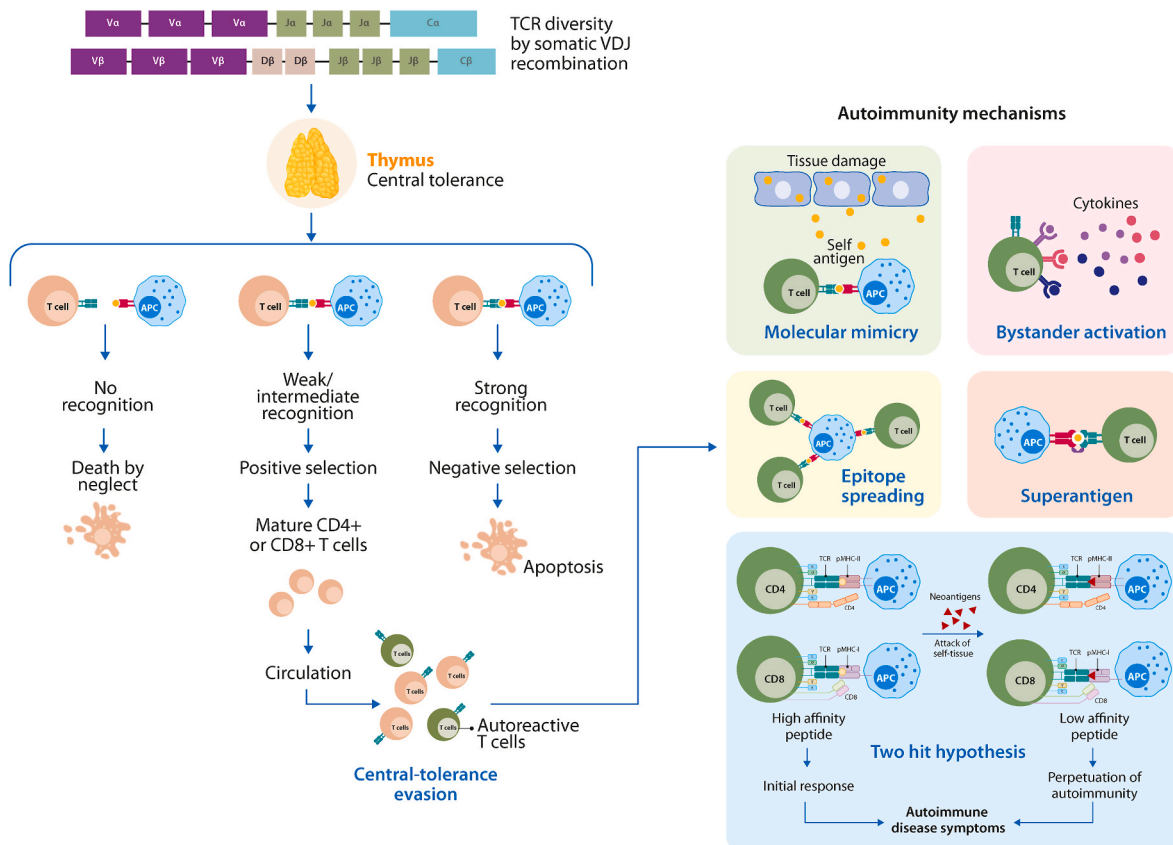 Vα Vα Vα Jα Jα Jα Cα
Vβ Vβ Vβ Dβ Dβ Jβ Jβ Jβ Cβ
TCR diversity
by somatic VDJ
recombination
Thymus
Central tolerance
T cell APC
T cell APC
T cell APC
No
recognition
Weak/
intermediate
recognition
Strong
recognition
Death by
neglect
Positive selection
Negative selection
Mature CD4+
or CD8+ T cells
Apoptosis
Circulation
T cells
T cells
T cells
T cells
T cells
Autoreactive
T cells
Central-tolerance
evasion
Autoimmunity mechanisms
Tissue damage
Self
antigen
T cell APC
Molecular mimicry
Cytokines
T cell
Bystander activation
T cell
T cell
APC
T cell
Epitope
spreading
APC T cell
Superantigen
TCR pMHC-II
CD4 APC
CD4
Neoantigens
Attack of
self-tissue
TCR pMHC-II
CD4 APC
CD4
TCR pMHC-I
CD8 APC
CD8
TCR pMHC-I
CD8 APC
CD8
High affinity
peptide
Low affinity
peptide
Two hit hypothesis
Initial response
Perpetuation of
autoimmunity
Autoimmune
disease symptoms